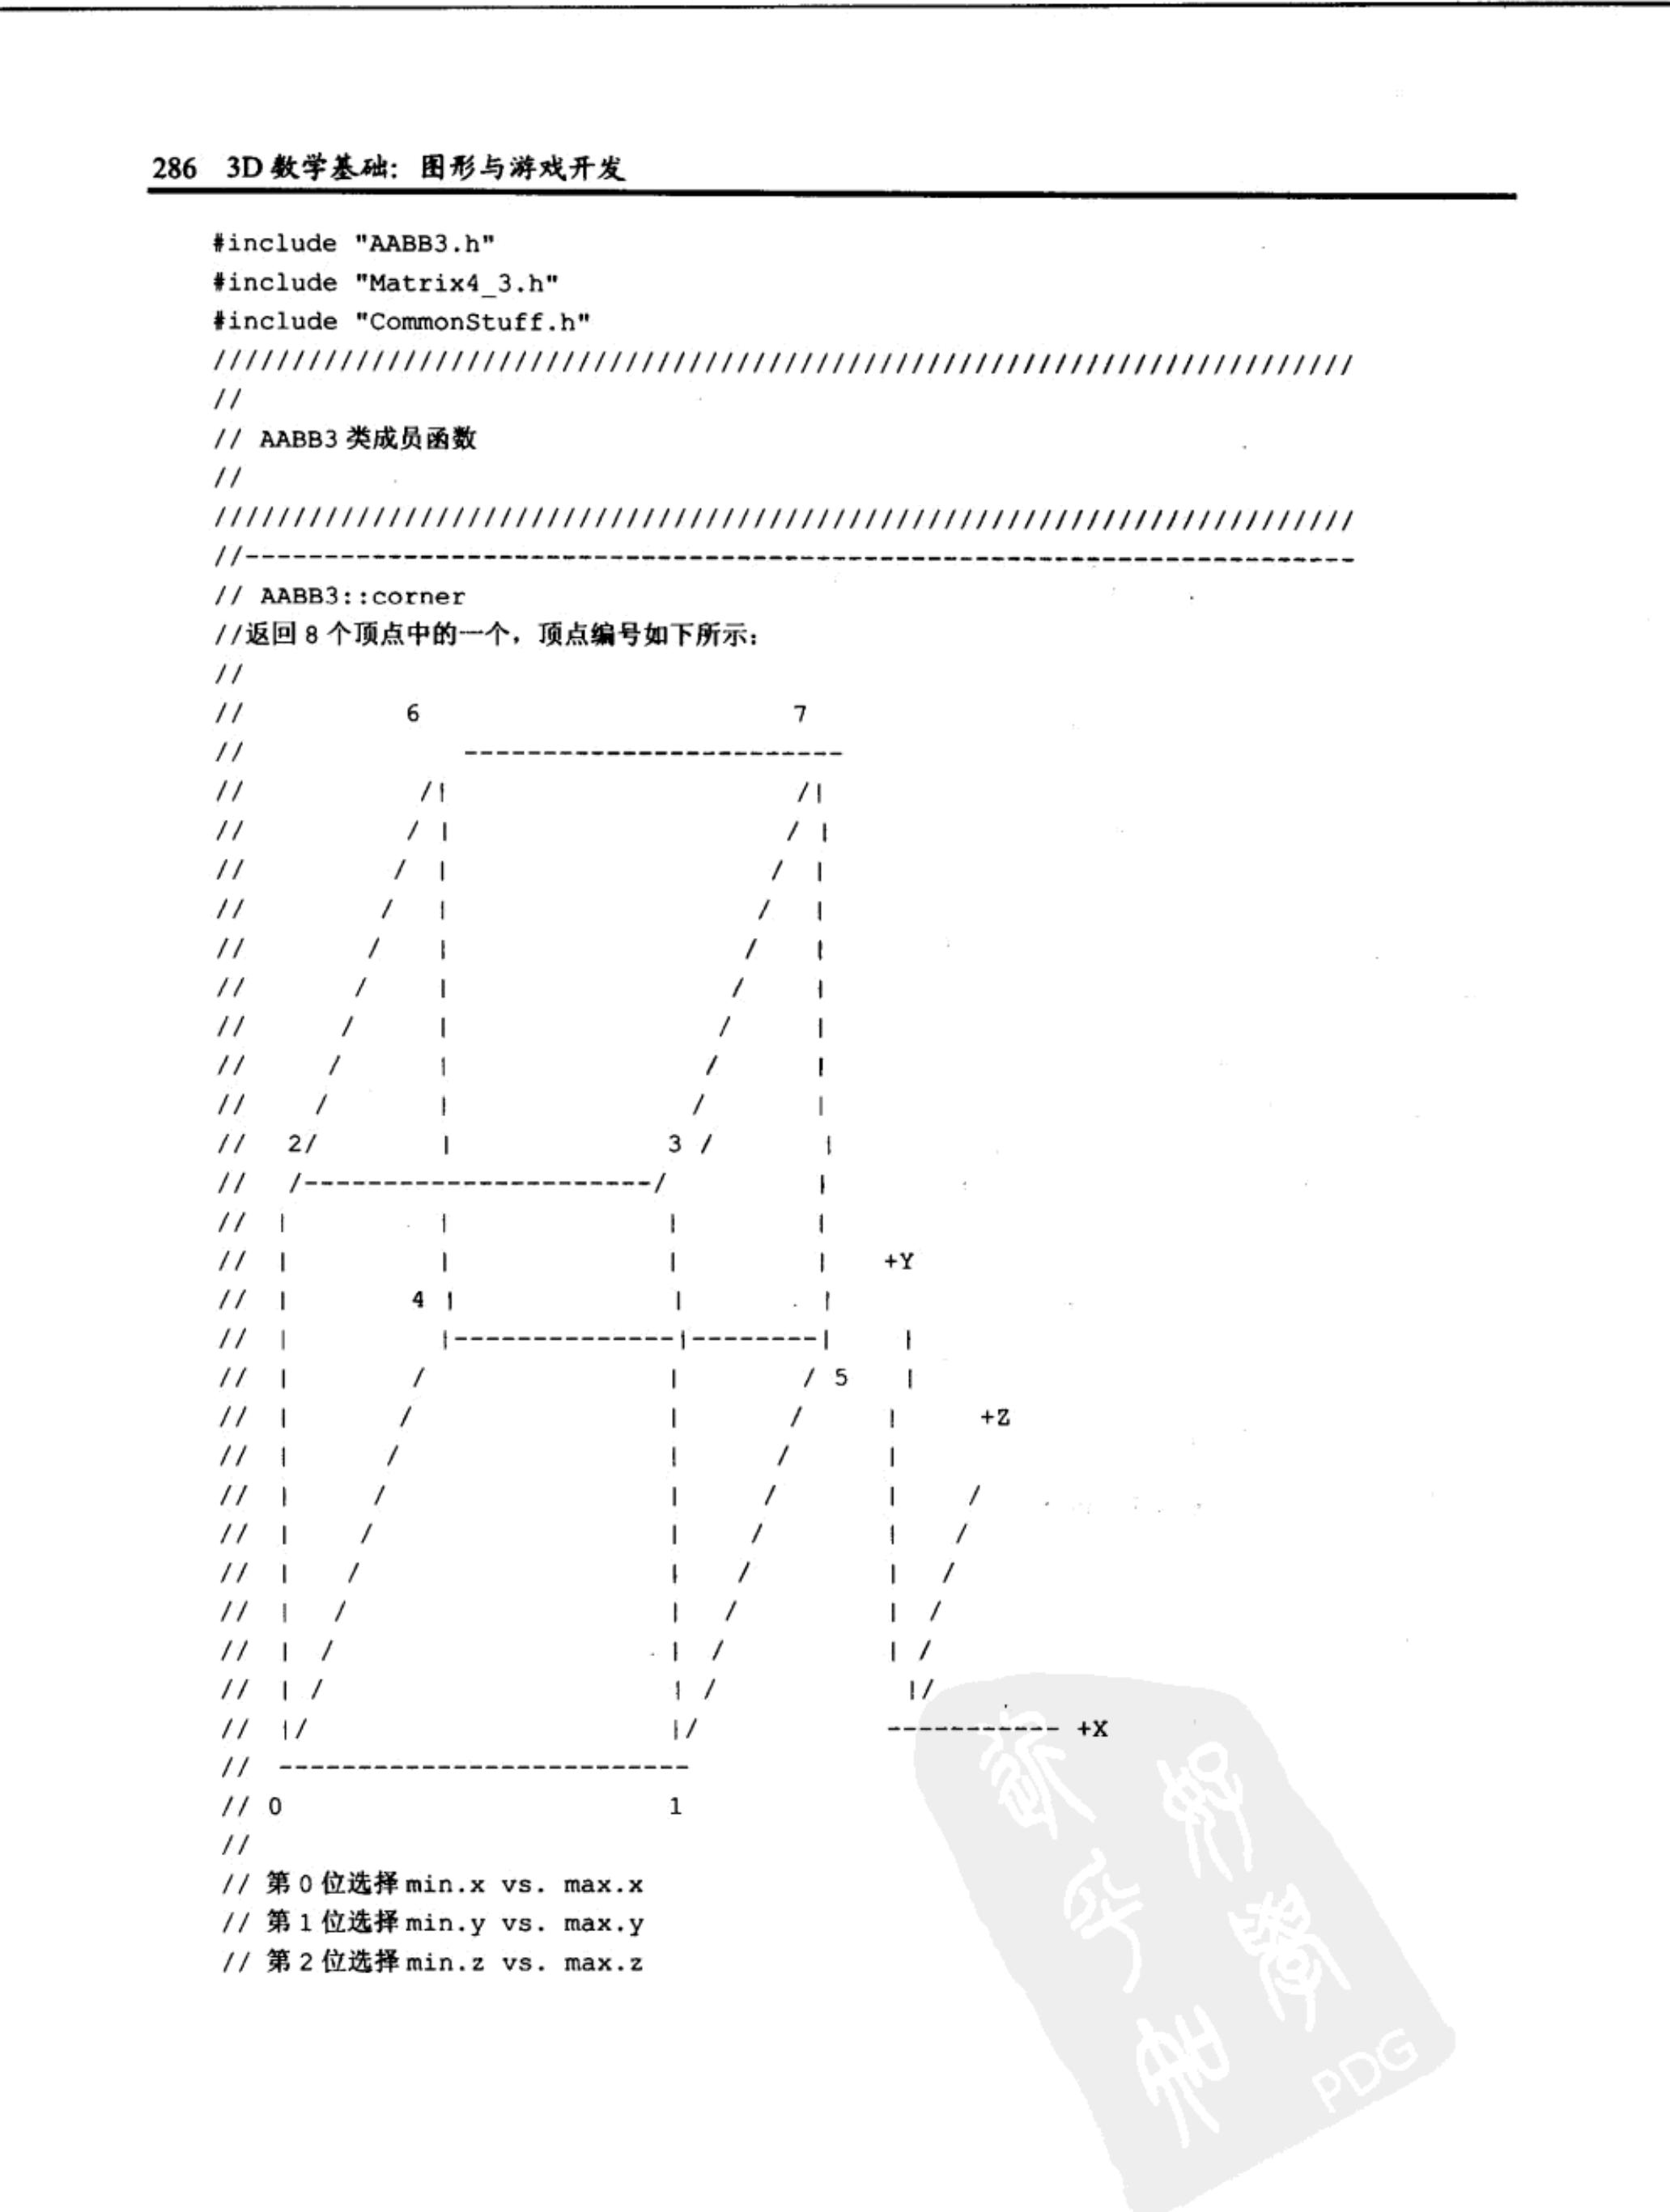 286 3D 数学基础：图形与游戏开发
#include "AABB3.h"
#include "Matrix4_3.h"
#include "CommonStuff.h"
////////////////////////////////////////////////////////////////////////
//
// AABB3 类成员函数
//
////////////////////////////////////////////////////////////////////////
//----------------------------------------------------------------------
// AABB3::corner
//返回 8 个顶点中的一个，顶点编号如下所示：
//
// 6 7
// ------------------------
// /| /|
// / | / |
// / | / |
// / | / |
// / | / |
// / | / |
// / | / |
// / | / |
// / | / |
// 2/ | 3 / |
// /----------------------/ |
// | | | |
// | | | | +Y
// | 4 | | |
// | |--------------|--------| |
// | / | / 5 |
// | / | / | +Z
// | / | / |
// | / | / | /
// | / | / | /
// | / | / | /
// | / | / | /
// | / | / | /
// | / | / |/
// |/ |/ ----------- +X
// --------------------------
// 0 1
//
// 第 0 位选择 min.x vs. max.x
// 第 1 位选择 min.y vs. max.y
// 第 2 位选择 min.z vs. max.z
PDG